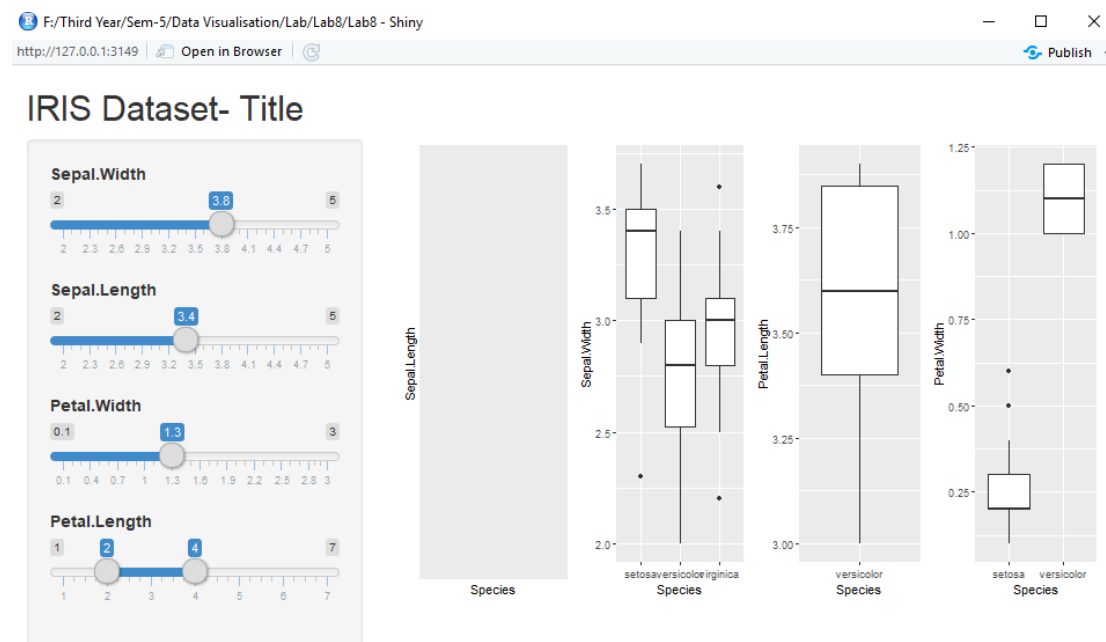 F:/Third Year/Sem-5/Data Visualisation/Lab/Lab8/Lab8 - Shiny
http://127.0.0.1:3149 Open in Browser Publish
IRIS Dataset- Title
Sepal.Width
2 3.8 5
2 2.3 2.6 2.9 3.2 3.5 3.8 4.1 4.4 4.7 5
Sepal.Length
2 3.4 5
2 2.3 2.6 2.9 3.2 3.5 3.8 4.1 4.4 4.7 5
Petal.Width
0.1 1.3 3
0.1 0.4 0.7 1 1.3 1.6 1.9 2.2 2.5 2.8 3
Petal.Length
1 2 4 7
1 2 3 4 5 6 7
Sepal.Length
Species
Sepal.Width
3.5
3.0
2.5
2.0
setosa versicolor virginica
Species
Petal.Length
3.75
3.50
3.25
3.00
versicolor
Species
Petal.Width
1.25
1.00
0.75
0.50
0.25
setosa versicolor
Species